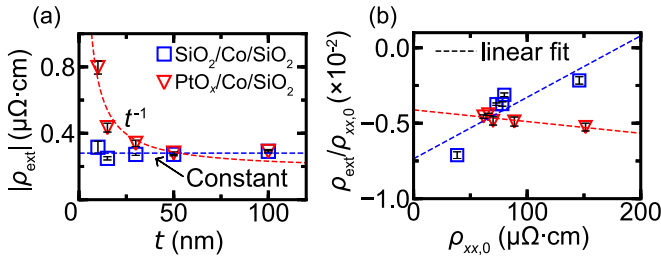 (a)
|ρext| (μΩ·cm)
0.8
0.4
0.0
SiO2/Co/SiO2
PtOx/Co/SiO2
t-1
Constant
0
50
100
t (nm)
(b)
ρext/ρxx,0 (×10-2)
0.0
−0.5
−1.0
linear fit
0
100
200
ρxx,0 (μΩ·cm)